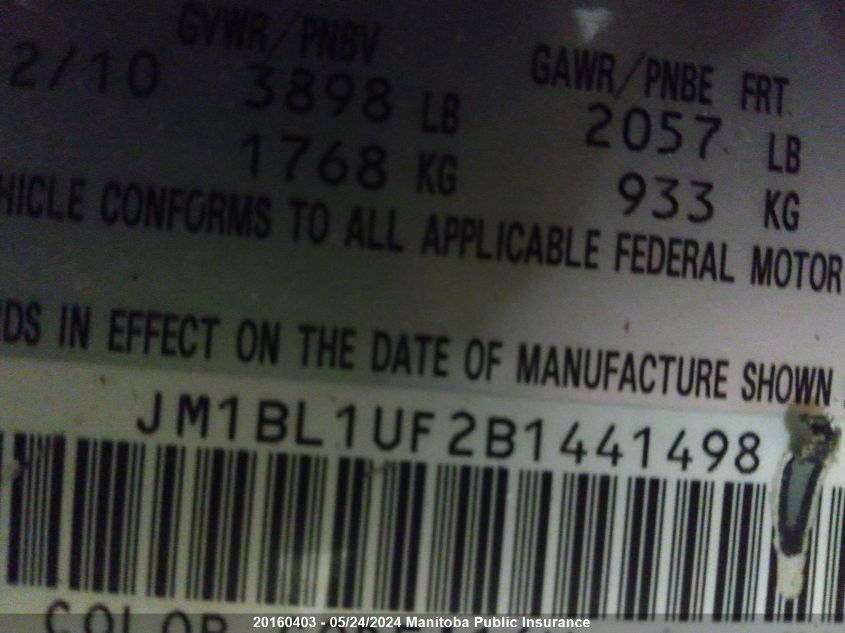 GVWR/PNBV GAWR/PNBE FRT.
2/10 3898 LB 2057 LB
1768 KG 933 KG
HICLE CONFORMS TO ALL APPLICABLE FEDERAL MOTOR
DS IN EFFECT ON THE DATE OF MANUFACTURE SHOWN
JM1BL1UF2B1441498
COLOR
20160403 - 05/24/2024 Manitoba Public Insurance